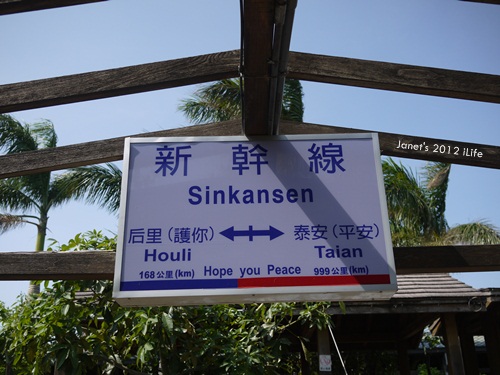 Janet's 2012 iLife
新幹線
Sinkansen
后里(護你) 泰安(平安)
Houli Taian
168公里(km) Hope you Peace 999公里(km)